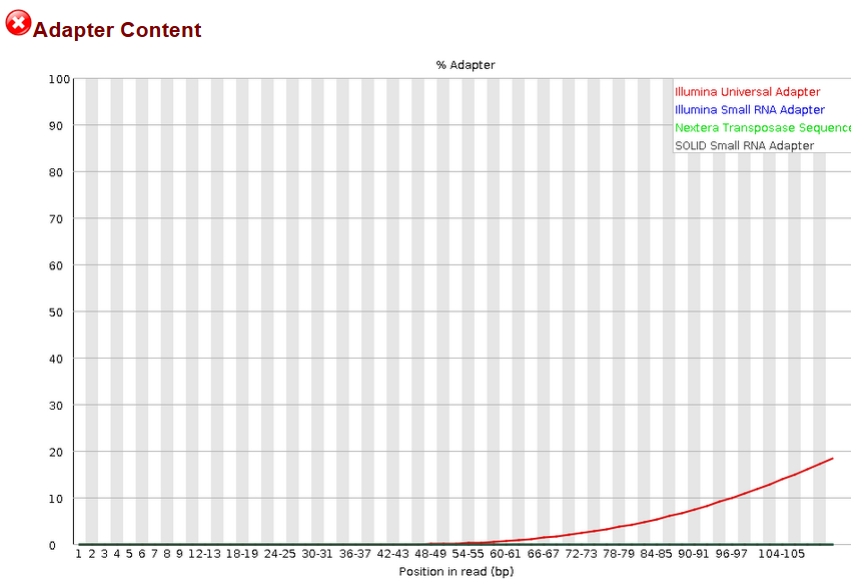 Adapter Content
% Adapter
Illumina Universal Adapter
Illumina Small RNA Adapter
Nextera Transposase Sequence
SOLID Small RNA Adapter
100
90
80
70
60
50
40
30
20
10
0
1 2 3 4 5 6 7 8 9 12-13 18-19 24-25 30-31 36-37 42-43 48-49 54-55 60-61 66-67 72-73 78-79 84-85 90-91 96-97 104-105
Position in read (bp)